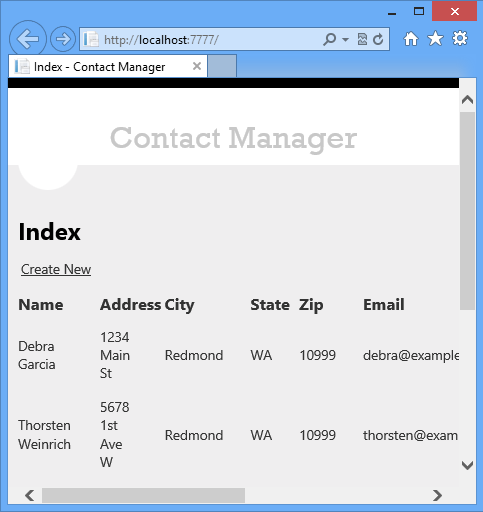 http://localhost:7777/
Index - Contact Manager
Contact Manager
Index
Create New
Name Address City State Zip Email
Debra Garcia 1234 Main St Redmond WA 10999 debra@example
Thorsten Weinrich 5678 1st Ave W Redmond WA 10999 thorsten@exam